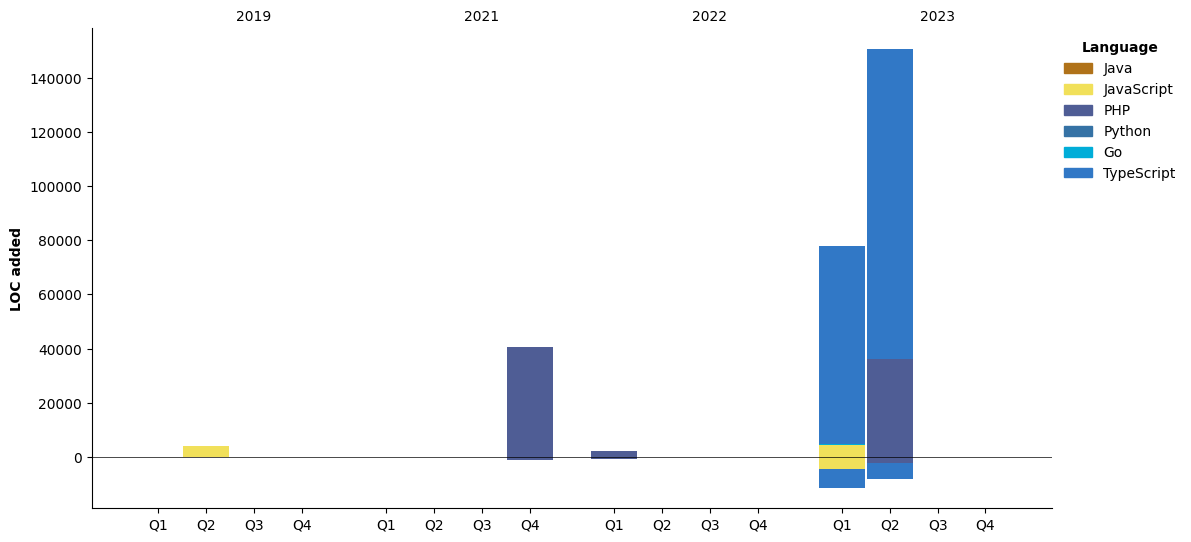 2019 2021 2022 2023
Language
Java
JavaScript
PHP
Python
Go
TypeScript
LOC added
140000
120000
100000
80000
60000
40000
20000
0
Q1 Q2 Q3 Q4 Q1 Q2 Q3 Q4 Q1 Q2 Q3 Q4 Q1 Q2 Q3 Q4